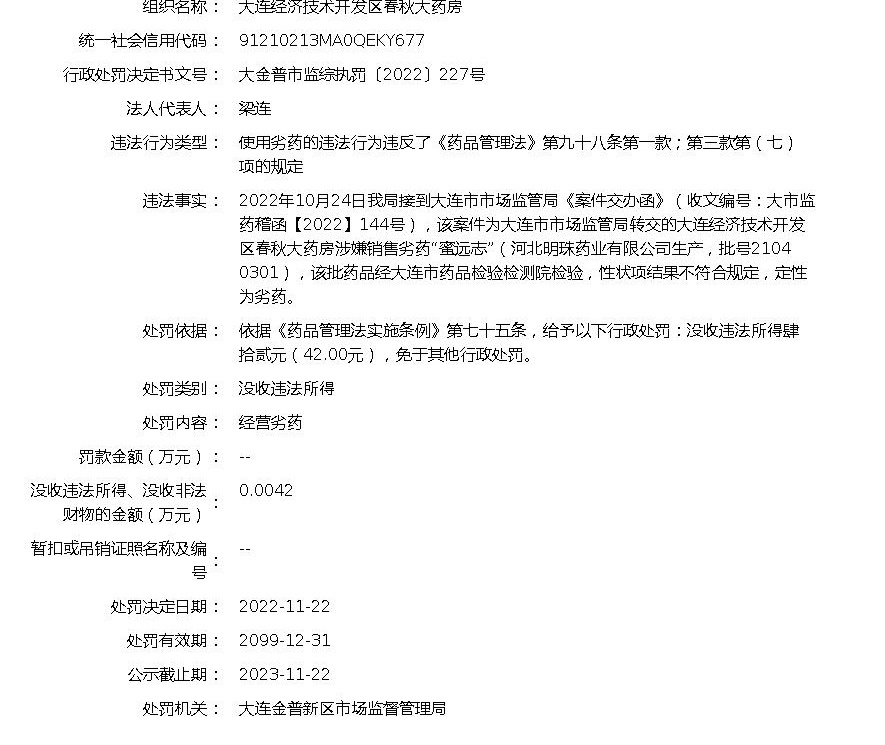 组织名称： 大连经济技术开发区春秋大药房
统一社会信用代码： 91210213MA0QEKY677
行政处罚决定书文号： 大金普市监综执罚〔2022〕227号
法人代表人： 梁连
违法行为类型： 使用劣药的违法行为违反了《药品管理法》第九十八条第一款；第三款第（七）
项的规定
违法事实： 2022年10月24日我局接到大连市市场监管局《案件交办函》（收文编号：大市监
药稽函【2022】144号），该案件为大连市市场监管局转交的大连经济技术开发
区春秋大药房涉嫌销售劣药“蜜远志”（河北明珠药业有限公司生产，批号2104
0301），该批药品经大连市药品检验检测院检验，性状项结果不符合规定，定性
为劣药。
处罚依据： 依据《药品管理法实施条例》第七十五条，给予以下行政处罚：没收违法所得肆
拾贰元（42.00元），免于其他行政处罚。
处罚类别： 没收违法所得
处罚内容： 经营劣药
罚款金额（万元）： --
没收违法所得、没收非法 ： 0.0042
财物的金额（万元）
暂扣或吊销证照名称及编 ： --
号
处罚决定日期： 2022-11-22
处罚有效期： 2099-12-31
公示截止期： 2023-11-22
处罚机关： 大连金普新区市场监督管理局